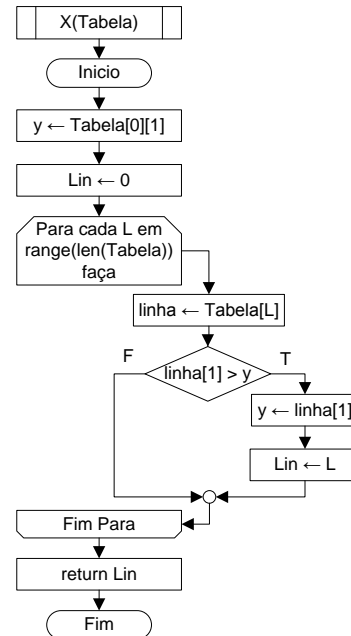 X(Tabela)
Inicio
y ← Tabela[0][1]
Lin ← 0
Para cada L em
range(len(Tabela))
faça
linha ← Tabela[L]
F
T
linha[1] > y
y ← linha[1]
Lin ← L
Fim Para
return Lin
Fim